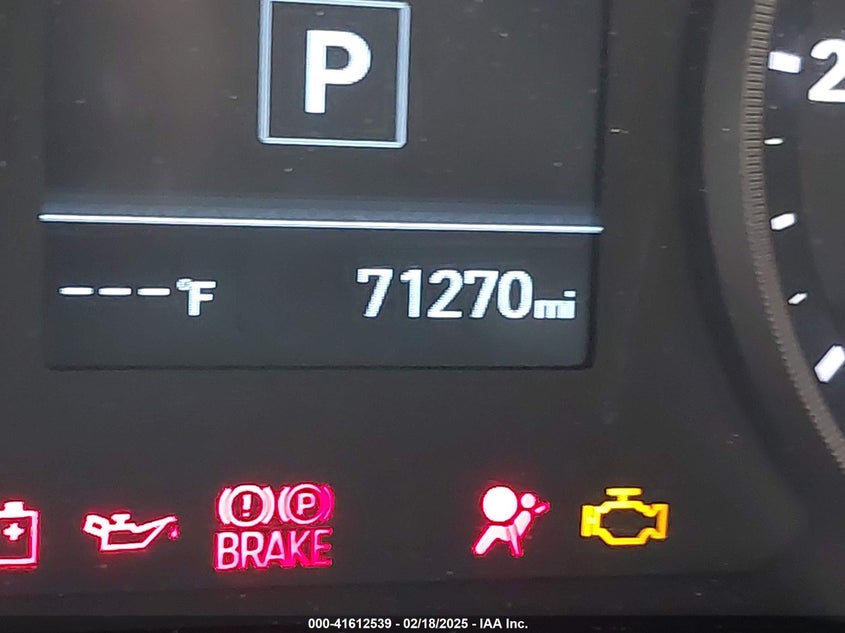 P
2
---°F 71270mi
! P
BRAKE
000-41612539 - 02/18/2025 - IAA Inc.